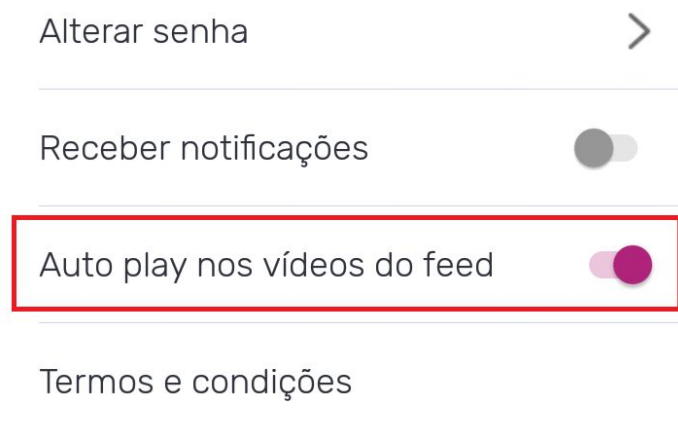 Alterar senha
Receber notificações
Auto play nos vídeos do feed
Termos e condições